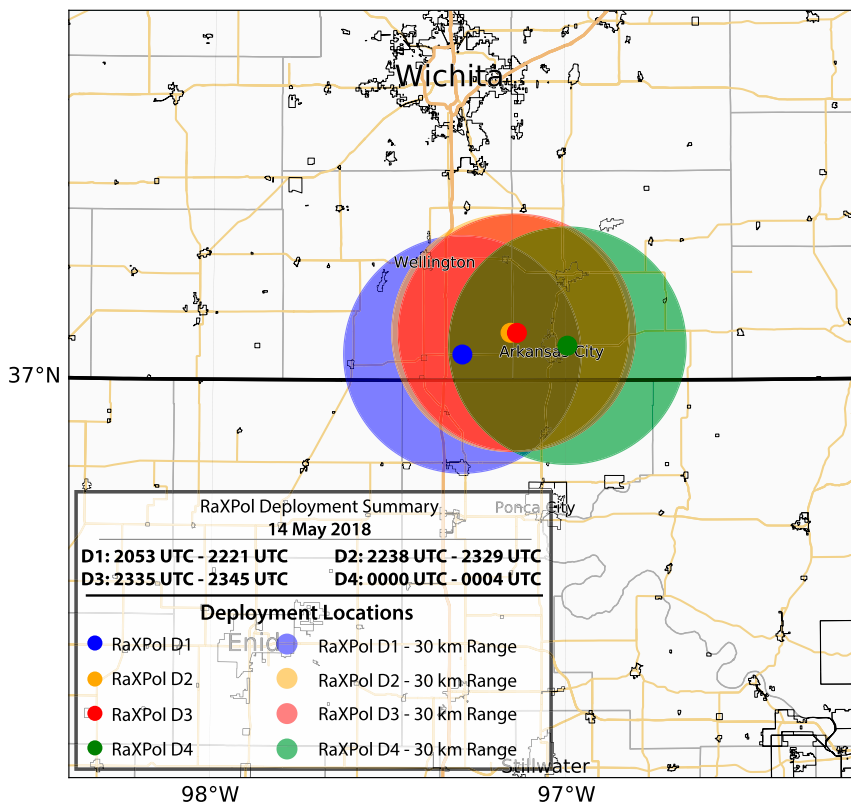 Wichita
Wellington
Arkansas City
37°N
Ponca City
RaXPol Deployment Summary
14 May 2018
D1: 2053 UTC - 2221 UTC D2: 2238 UTC - 2329 UTC
D3: 2335 UTC - 2345 UTC D4: 0000 UTC - 0004 UTC
Deployment Locations
Enid
RaXPol D1 RaXPol D1 - 30 km Range
RaXPol D2 RaXPol D2 - 30 km Range
RaXPol D3 RaXPol D3 - 30 km Range
RaXPol D4 RaXPol D4 - 30 km Range
Stillwater
98°W 97°W